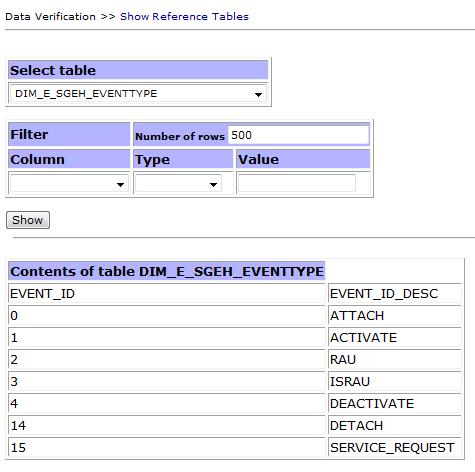 Data Verification >> Show Reference Tables
Select table
DIM_E_SGEH_EVENTTYPE
Filter Number of rows 500
Column Type Value
Show
Contents of table DIM_E_SGEH_EVENTTYPE
EVENT_ID EVENT_ID_DESC
0 ATTACH
1 ACTIVATE
2 RAU
3 ISRAU
4 DEACTIVATE
14 DETACH
15 SERVICE_REQUEST